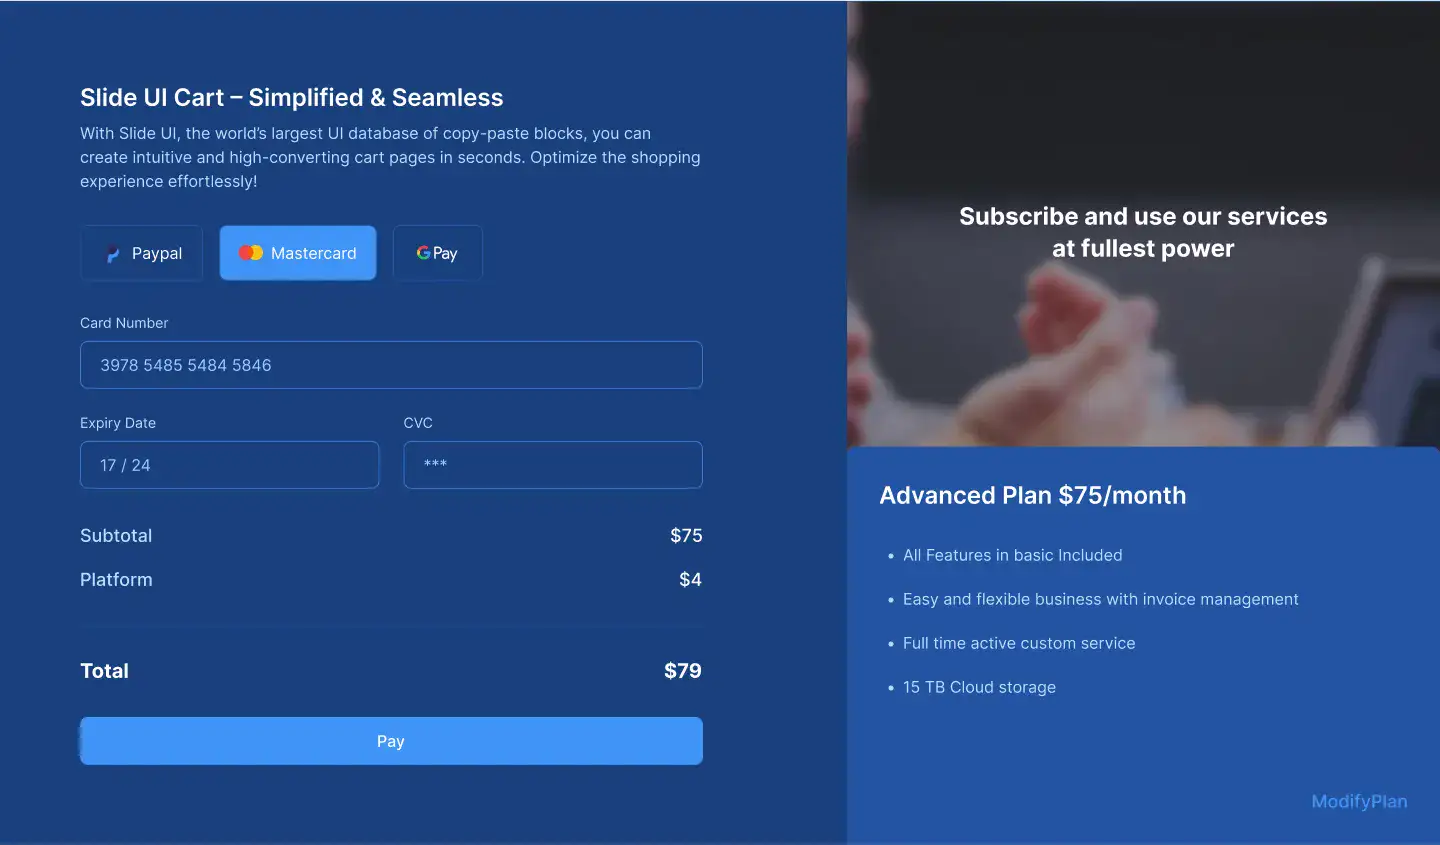 Slide UI Cart – Simplified & Seamless
With Slide UI, the world’s largest UI database of copy-paste blocks, you can
create intuitive and high-converting cart pages in seconds. Optimize the shopping
experience effortlessly!
Paypal
Mastercard
G Pay
Card Number
3978 5485 5484 5846
Expiry Date
CVC
17 / 24
***
Subtotal
$75
Platform
$4
Total
$79
Pay
Subscribe and use our services
at fullest power
Advanced Plan $75/month
• All Features in basic Included
• Easy and flexible business with invoice management
• Full time active custom service
• 15 TB Cloud storage
ModifyPlan